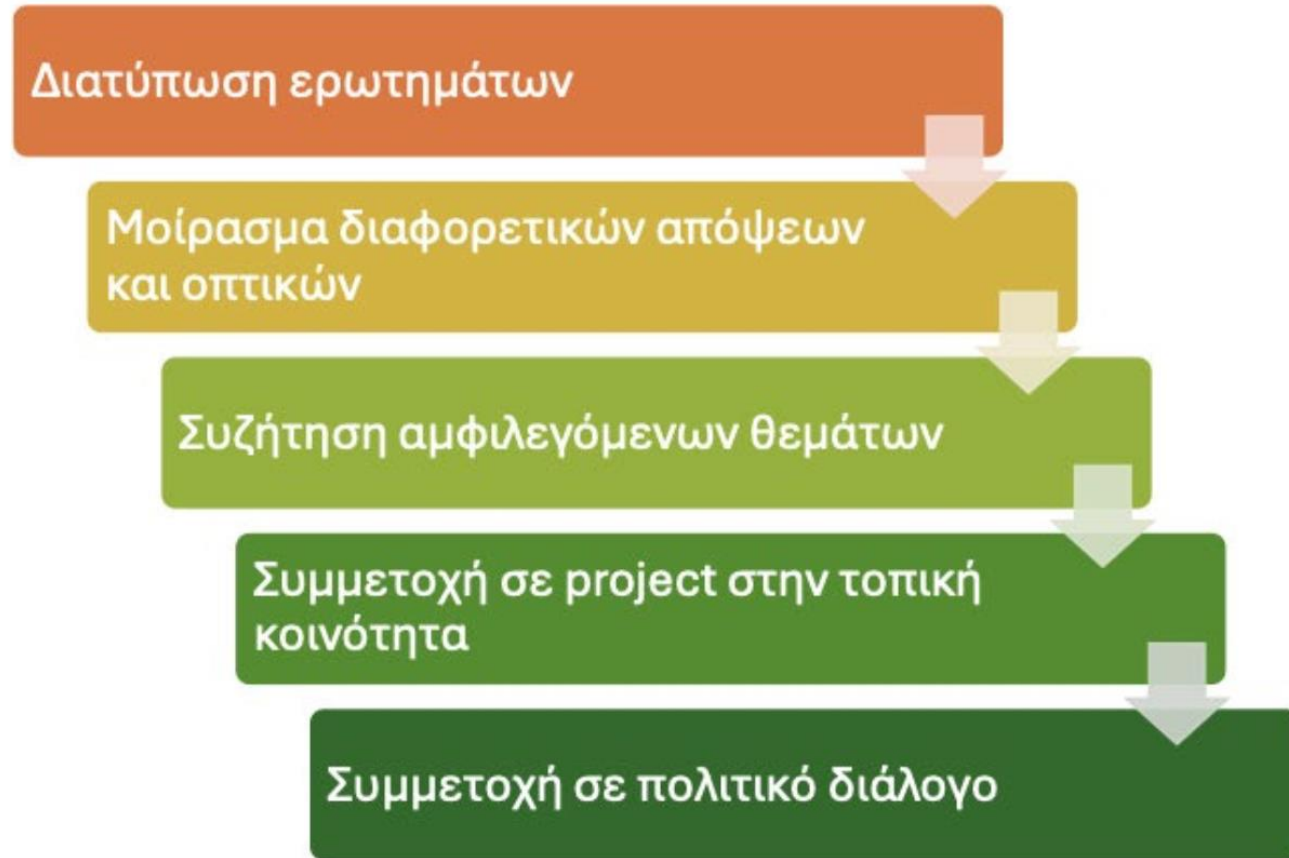 Διατύπωση ερωτημάτων
Μοίρασμα διαφορετικών απόψεων
και οπτικών
Συζήτηση αμφιλεγόμενων θεμάτων
Συμμετοχή σε project στην τοπική
κοινότητα
Συμμετοχή σε πολιτικό διάλογο